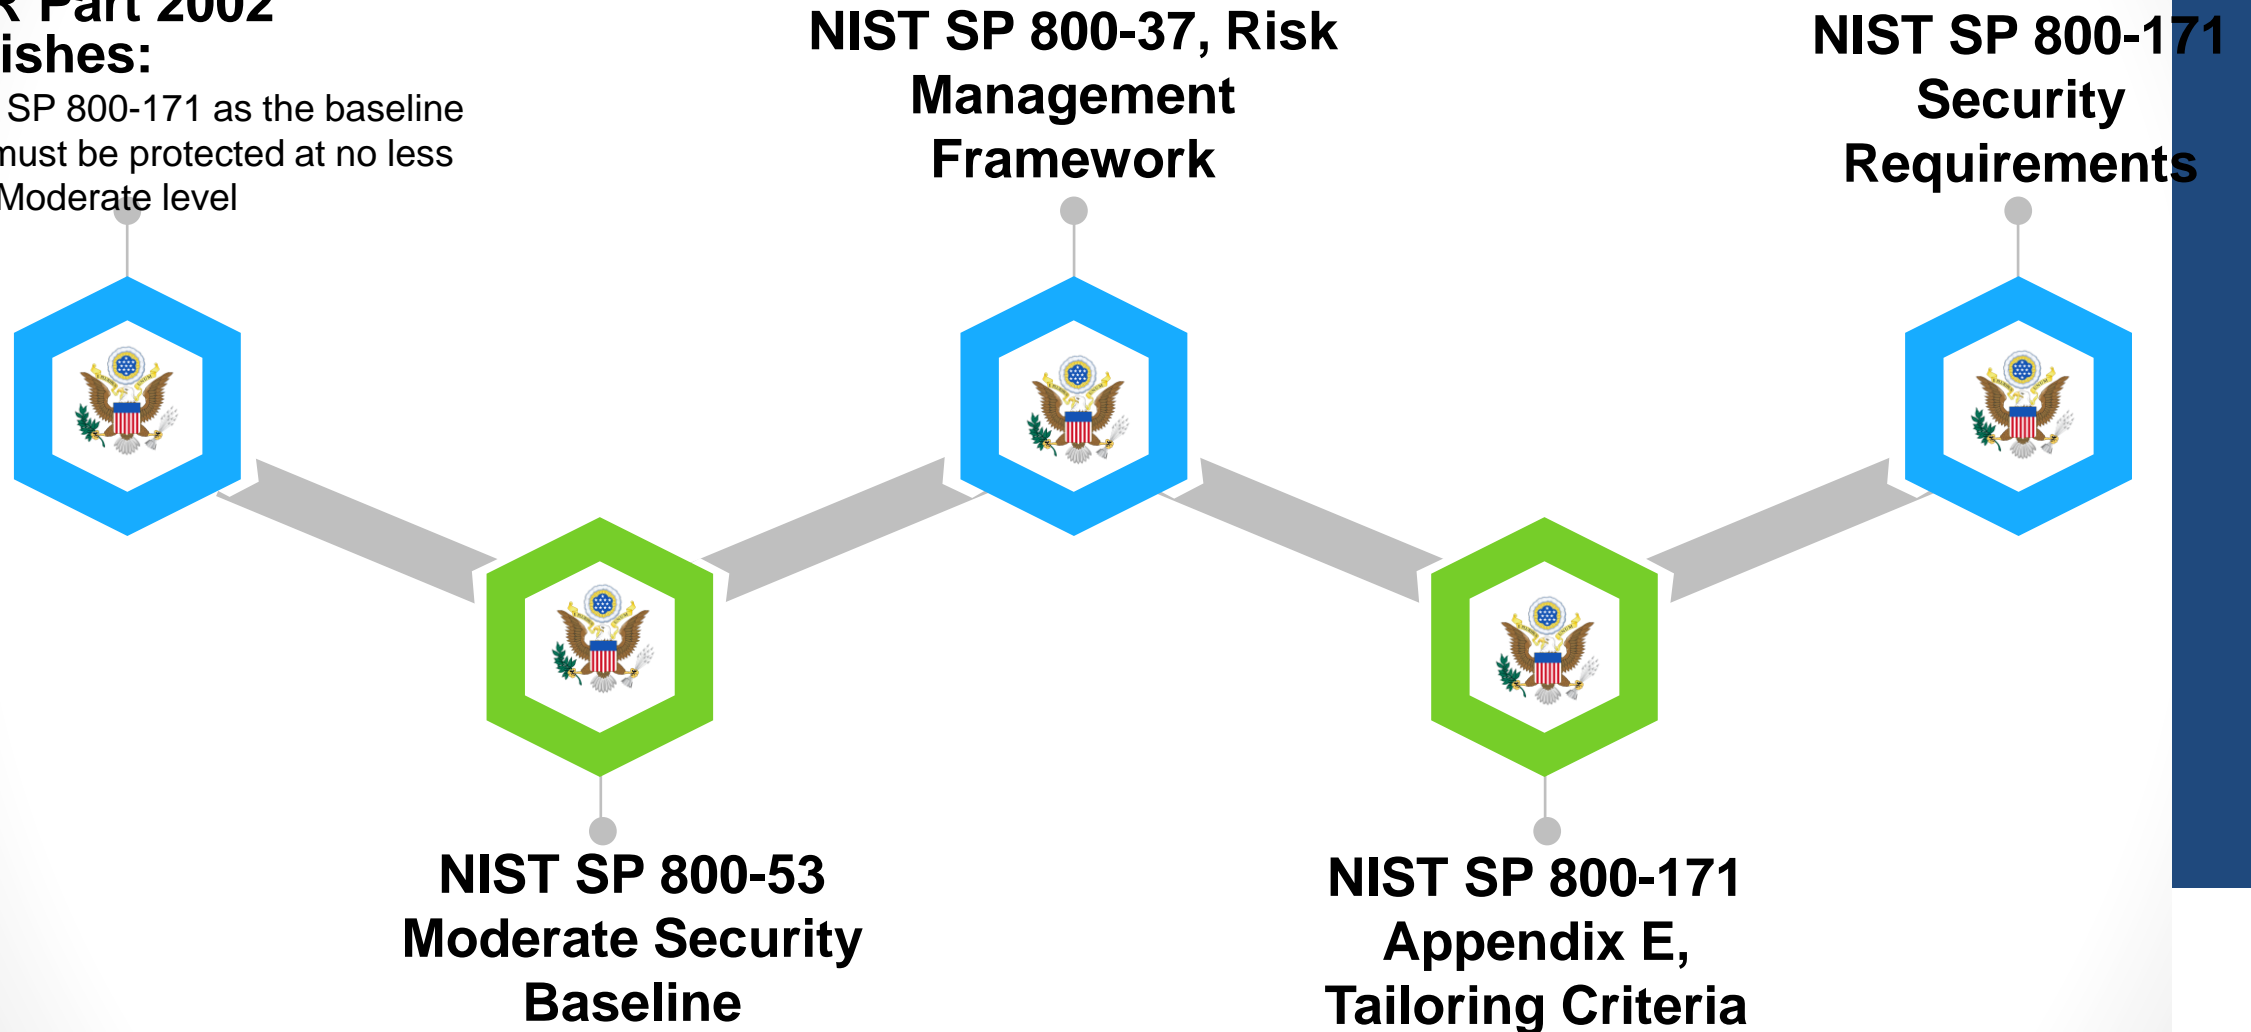 R Part 2002
ishes:
SP 800-171 as the baseline
must be protected at no less
Moderate level
NIST SP 800-37, Risk
Management
Framework
NIST SP 800-171
Security
Requirements
NIST SP 800-53
Moderate Security
Baseline
NIST SP 800-171
Appendix E,
Tailoring Criteria